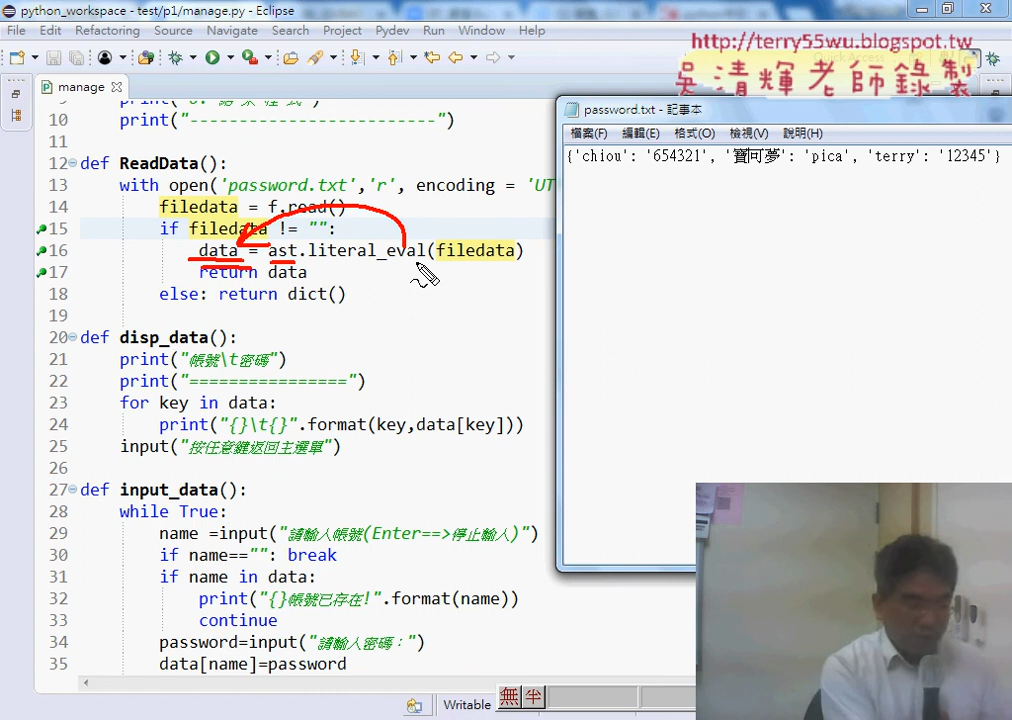 python_workspace - test/p1/manage.py - Eclipse
File Edit Refactoring Source Navigate Search Project Pydev Run Window Help
http://terry55wu.blogspot.tw
吳清輝老師錄製
manage
10 print("-------------------------")
11
12 def ReadData():
13 with open('password.txt','r', encoding = 'UT
14 filedata = f.read()
15 if filedata != "":
16 data = ast.literal_eval(filedata)
17 return data
18 else: return dict()
19
20 def disp_data():
21 print("帳號\t密碼")
22 print("================")
23 for key in data:
24 print("{}\t{}".format(key,data[key]))
25 input("按任意鍵返回主選單")
26
27 def input_data():
28 while True:
29 name =input("請輸入帳號(Enter==>停止輸入)")
30 if name=="": break
31 if name in data:
32 print("{}帳號已存在!".format(name))
33 continue
34 password=input("請輸入密碼：")
35 data[name]=password
password.txt - 記事本
檔案(F) 編輯(E) 格式(O) 檢視(V) 說明(H)
{'chiou': '654321', '寶可夢': 'pica', 'terry': '12345'}
Writable
無 半